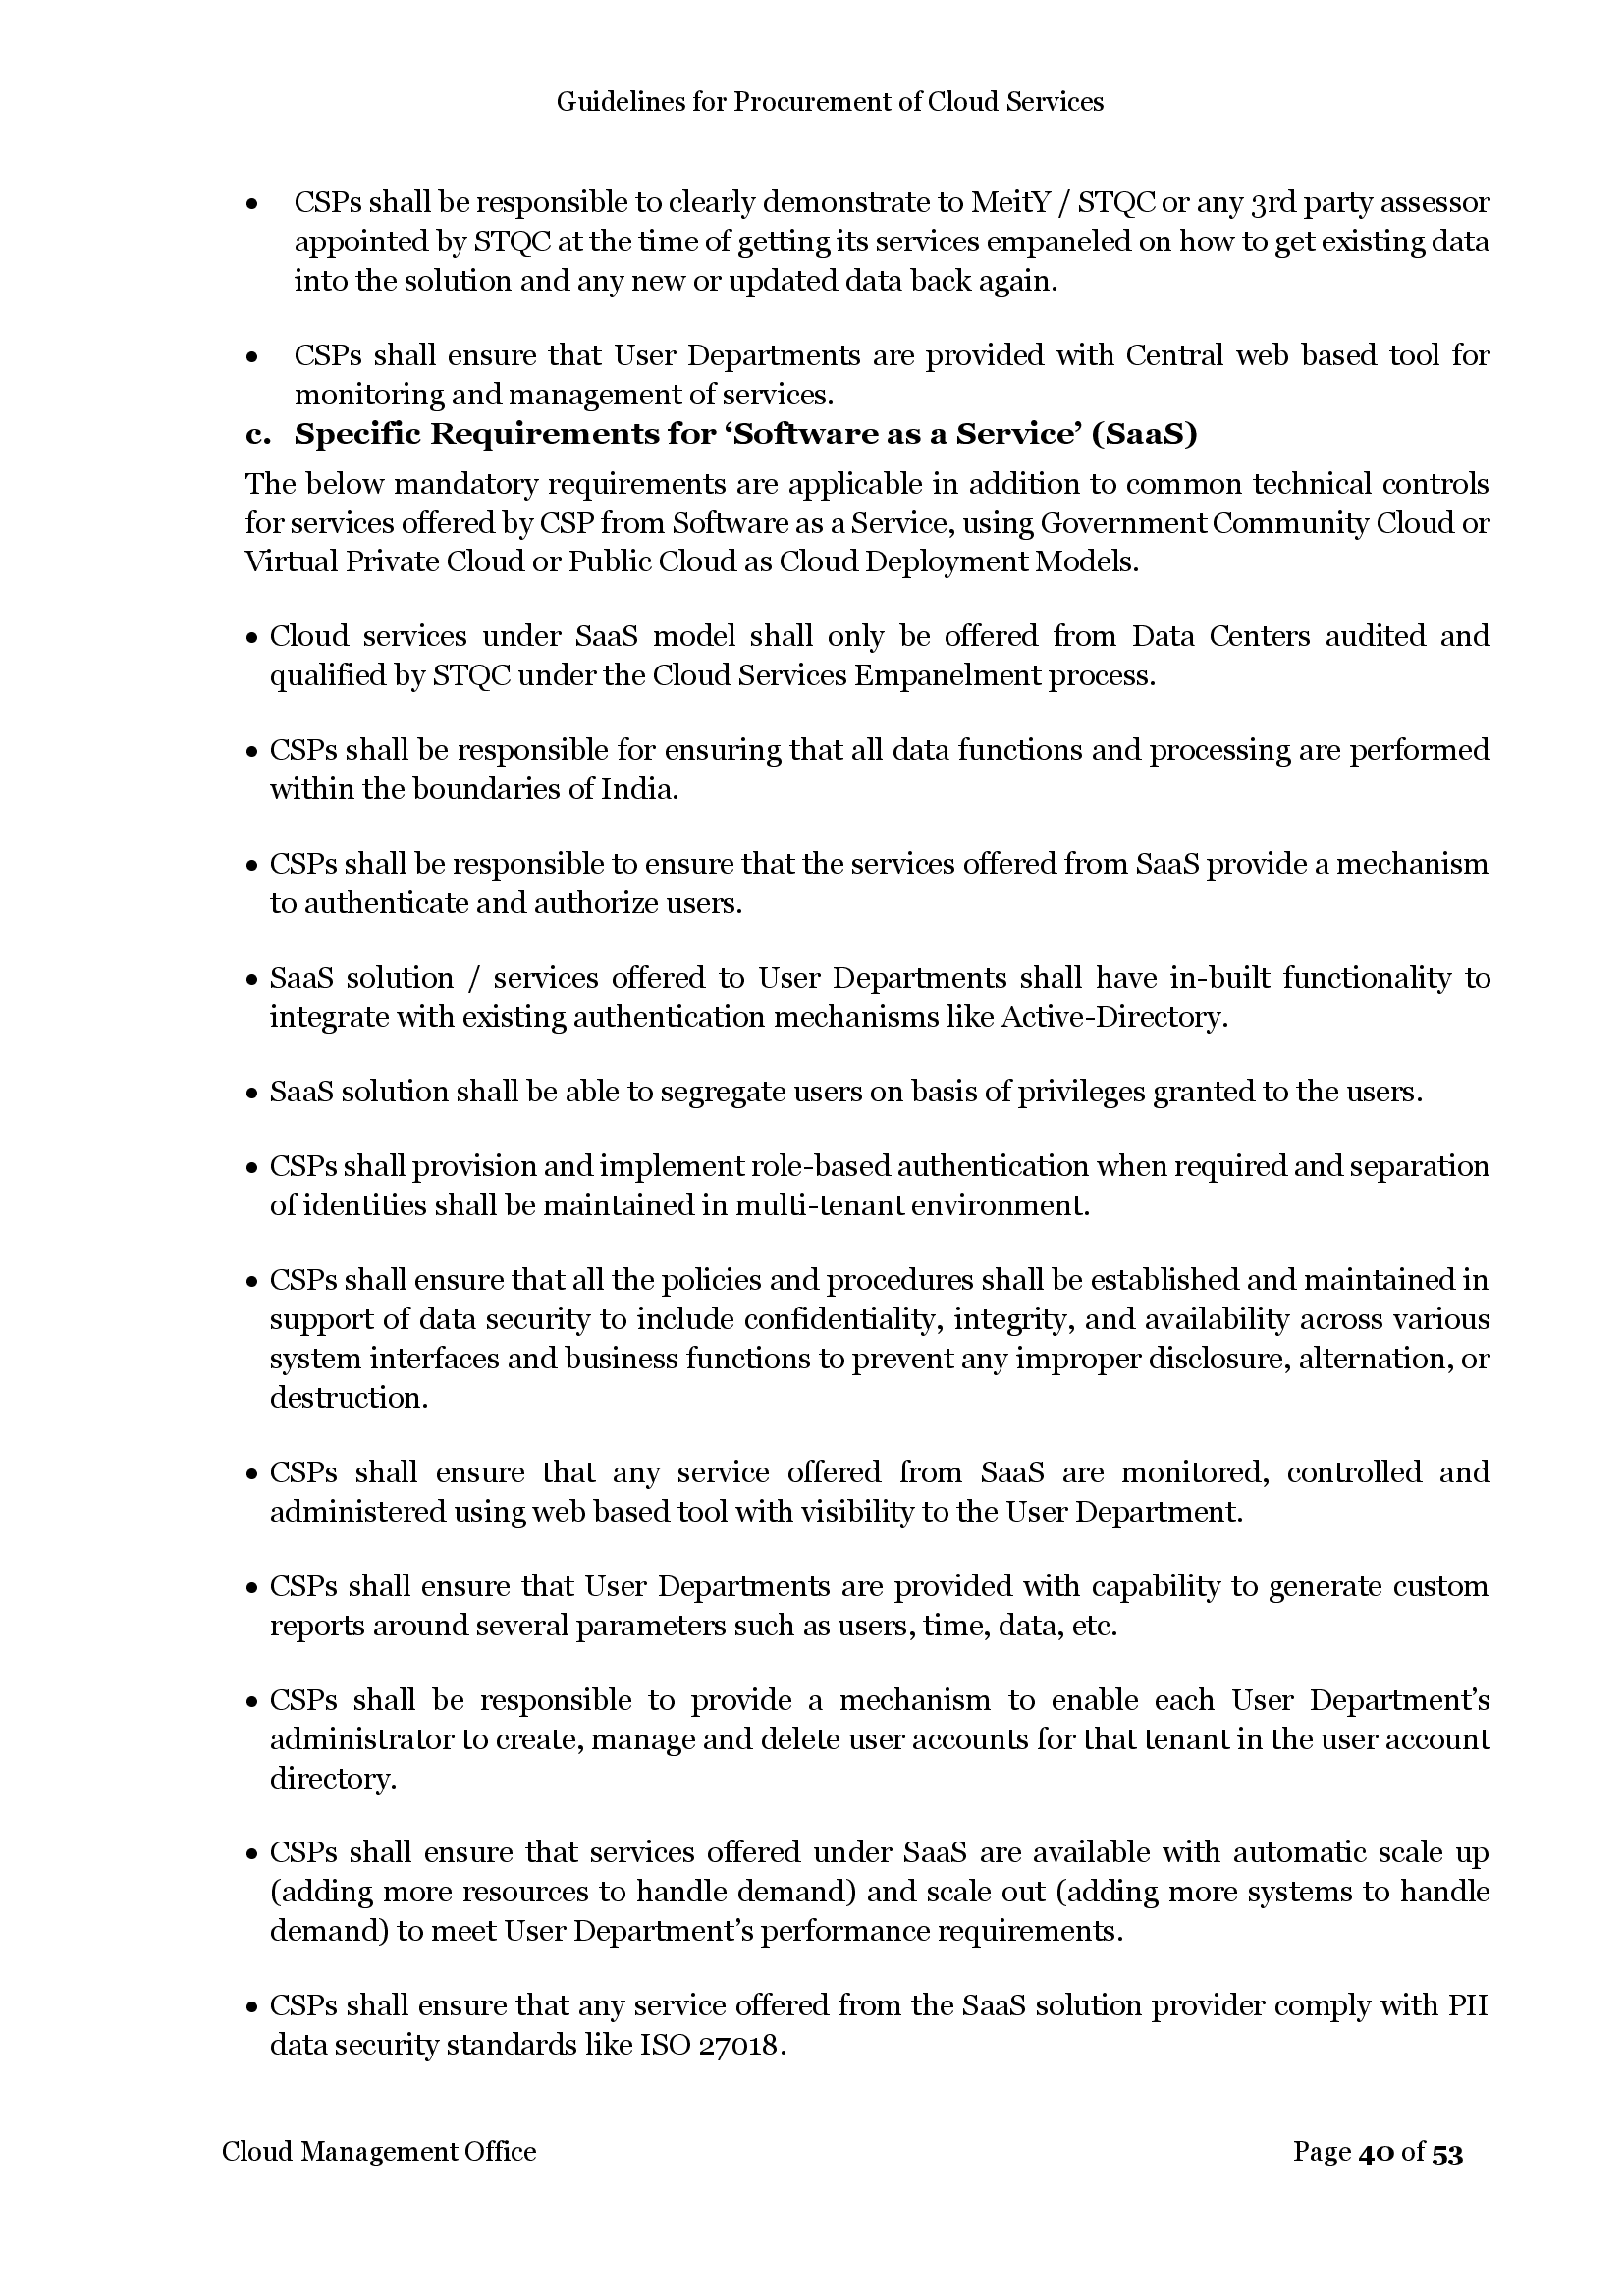 Guidelines for Procurement of Cloud Services
• CSPs shall be responsible to clearly demonstrate to MeitY / STQC or any 3rd party assessor
appointed by STQC at the time of getting its services empaneled on how to get existing data
into the solution and any new or updated data back again.
• CSPs shall ensure that User Departments are provided with Central web based tool for
monitoring and management of services.
c. Specific Requirements for ‘Software as a Service’ (SaaS)
The below mandatory requirements are applicable in addition to common technical controls
for services offered by CSP from Software as a Service, using Government Community Cloud or
Virtual Private Cloud or Public Cloud as Cloud Deployment Models.
• Cloud services under SaaS model shall only be offered from Data Centers audited and
qualified by STQC under the Cloud Services Empanelment process.
• CSPs shall be responsible for ensuring that all data functions and processing are performed
within the boundaries of India.
• CSPs shall be responsible to ensure that the services offered from SaaS provide a mechanism
to authenticate and authorize users.
• SaaS solution / services offered to User Departments shall have in-built functionality to
integrate with existing authentication mechanisms like Active-Directory.
• SaaS solution shall be able to segregate users on basis of privileges granted to the users.
• CSPs shall provision and implement role-based authentication when required and separation
of identities shall be maintained in multi-tenant environment.
• CSPs shall ensure that all the policies and procedures shall be established and maintained in
support of data security to include confidentiality, integrity, and availability across various
system interfaces and business functions to prevent any improper disclosure, alternation, or
destruction.
• CSPs shall ensure that any service offered from SaaS are monitored, controlled and
administered using web based tool with visibility to the User Department.
• CSPs shall ensure that User Departments are provided with capability to generate custom
reports around several parameters such as users, time, data, etc.
• CSPs shall be responsible to provide a mechanism to enable each User Department’s
administrator to create, manage and delete user accounts for that tenant in the user account
directory.
• CSPs shall ensure that services offered under SaaS are available with automatic scale up
(adding more resources to handle demand) and scale out (adding more systems to handle
demand) to meet User Department’s performance requirements.
• CSPs shall ensure that any service offered from the SaaS solution provider comply with PII
data security standards like ISO 27018.
Cloud Management Office Page 40 of 53